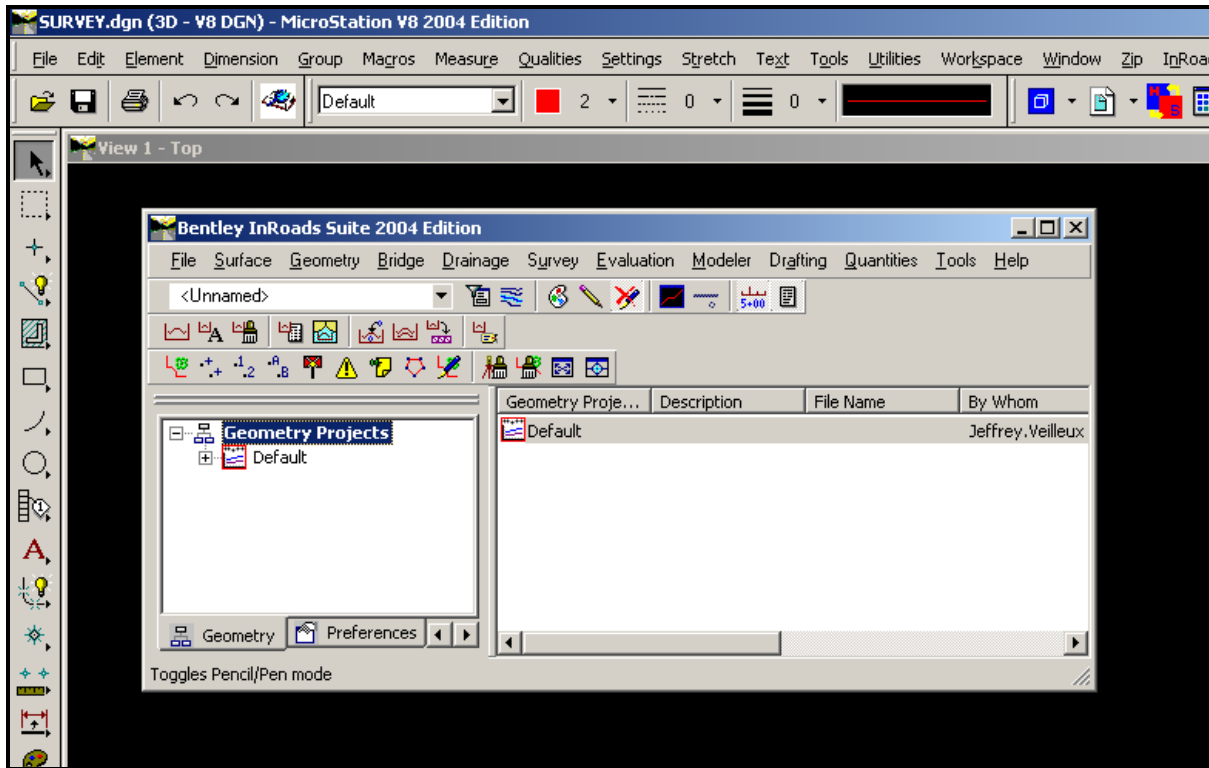 SURVEY.dgn (3D - V8 DGN) - MicroStation V8 2004 Edition
File Edit Element Dimension Group Macros Measure Qualities Settings Stretch Text Tools Utilities Workspace Window Zip InRoa
Default 2 0 0
View 1 - Top
Bentley InRoads Suite 2004 Edition
File Surface Geometry Bridge Drainage Survey Evaluation Modeler Drafting Quantities Tools Help
<Unnamed> 5+00
Geometry Proje... Description File Name By Whom
Geometry Projects
Default
Default Jeffrey.Veilleux
Geometry Preferences
Toggles Pencil/Pen mode